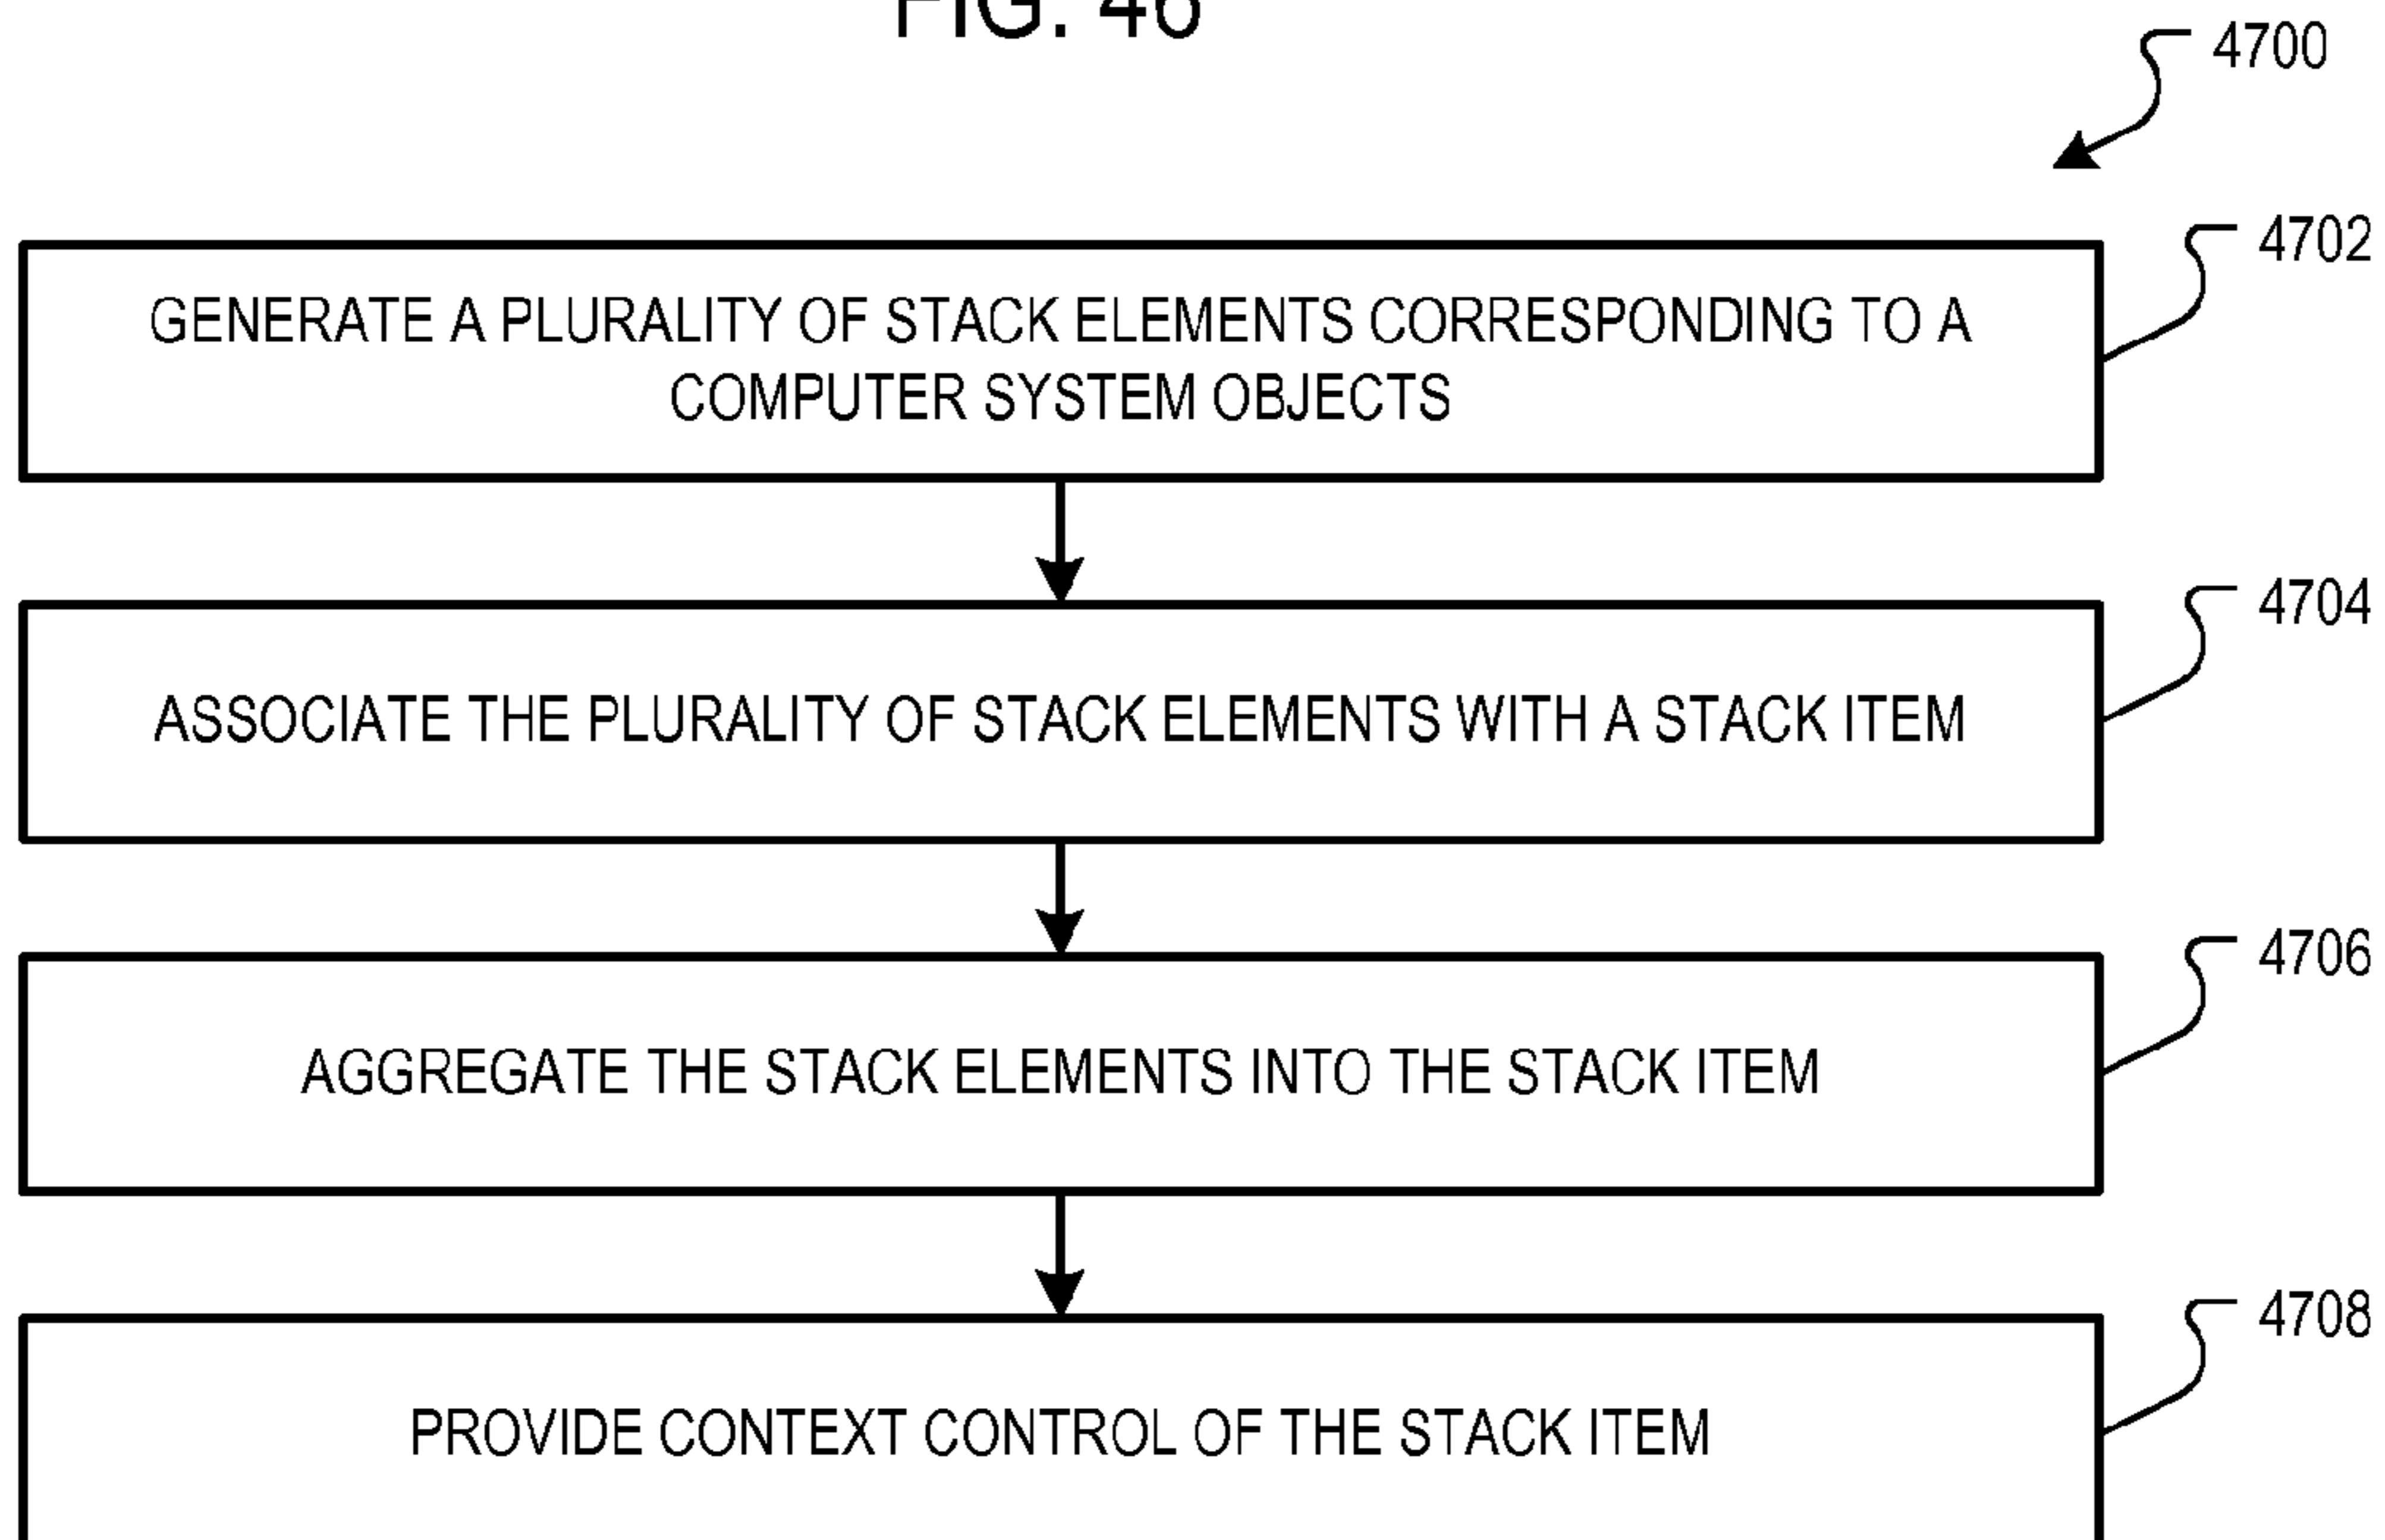 FIG. 46
4700
4702
GENERATE A PLURALITY OF STACK ELEMENTS CORRESPONDING TO A
COMPUTER SYSTEM OBJECTS
4704
ASSOCIATE THE PLURALITY OF STACK ELEMENTS WITH A STACK ITEM
4706
AGGREGATE THE STACK ELEMENTS INTO THE STACK ITEM
4708
PROVIDE CONTEXT CONTROL OF THE STACK ITEM